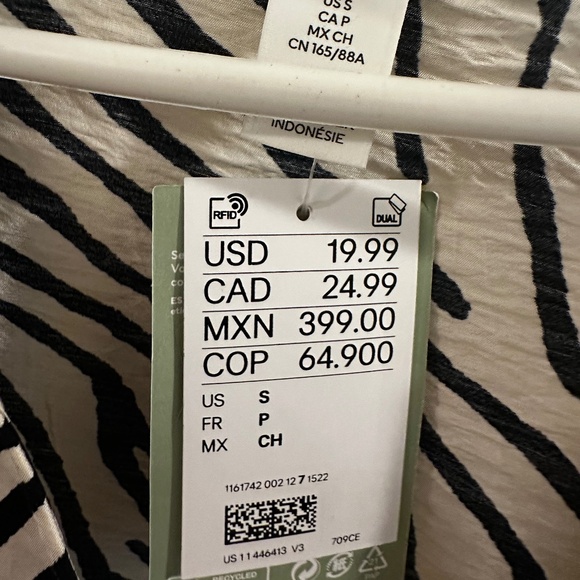 US S
CA P
MX CH
CN 165/88A
INDONÉSIE
RFID
DUAL
USD 19.99
CAD 24.99
MXN 399.00
COP 64.900
US S
FR P
MX CH
1161742 002 12 7 1522
US 11 446413 V3 709CE
RECYCLED